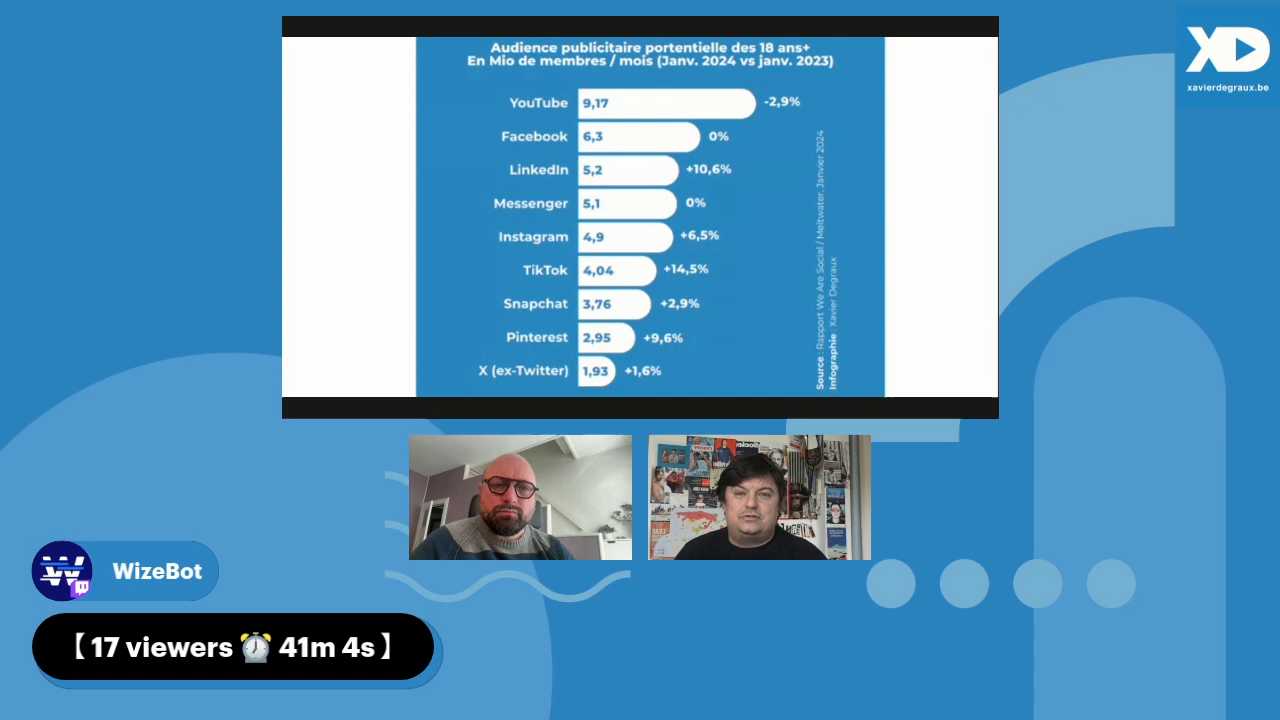 Audience publicitaire portentielle des 18 ans+
En Mio de membres / mois (Janv. 2024 vs janv. 2023)
YouTube 9,17 -2,9%
Facebook 6,3 0%
LinkedIn 5,2 +10,6%
Messenger 5,1 0%
Instagram 4,9 +6,5%
TikTok 4,04 +14,5%
Snapchat 3,76 +2,9%
Pinterest 2,95 +9,6%
X (ex-Twitter) 1,93 +1,6%
Source : Rapport We Are Social / Meltwater, Janvier 2024
Infographie : Xavier Degraux
XD
xavierdegraux.be
WizeBot
【 17 viewers ⏰ 41m 4s 】